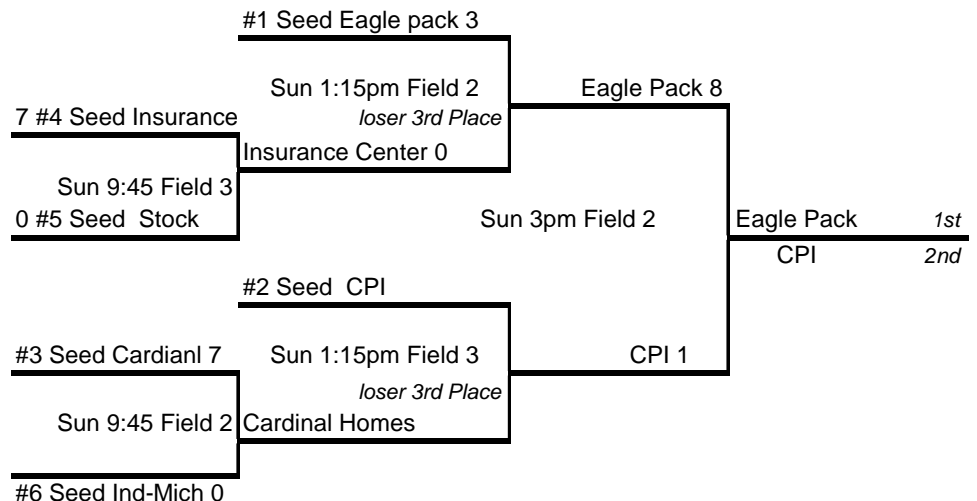 #1 Seed Eagle pack 3
Sun 1:15pm Field 2
Eagle Pack 8
7 #4 Seed Insurance
loser 3rd Place
Insurance Center 0
Sun 9:45 Field 3
0 #5 Seed  Stock
Sun 3pm Field 2
Eagle Pack
1st
CPI
2nd
#2 Seed  CPI
#3 Seed Cardianl 7
Sun 1:15pm Field 3
CPI 1
loser 3rd Place
Sun 9:45 Field 2
Cardinal Homes
#6 Seed Ind-Mich 0